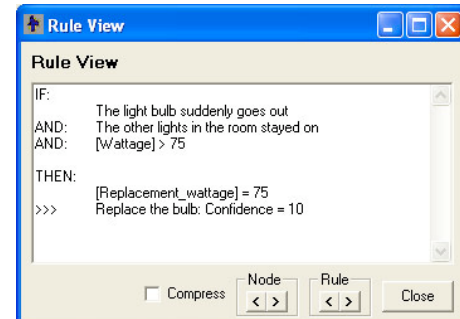 Rule View
Rule View
IF:
The light bulb suddenly goes out
AND: The other lights in the room stayed on
AND: [Wattage] > 75
THEN:
[Replacement_wattage] = 75
>>> Replace the bulb: Confidence = 10
Compress Node < > Rule < > Close